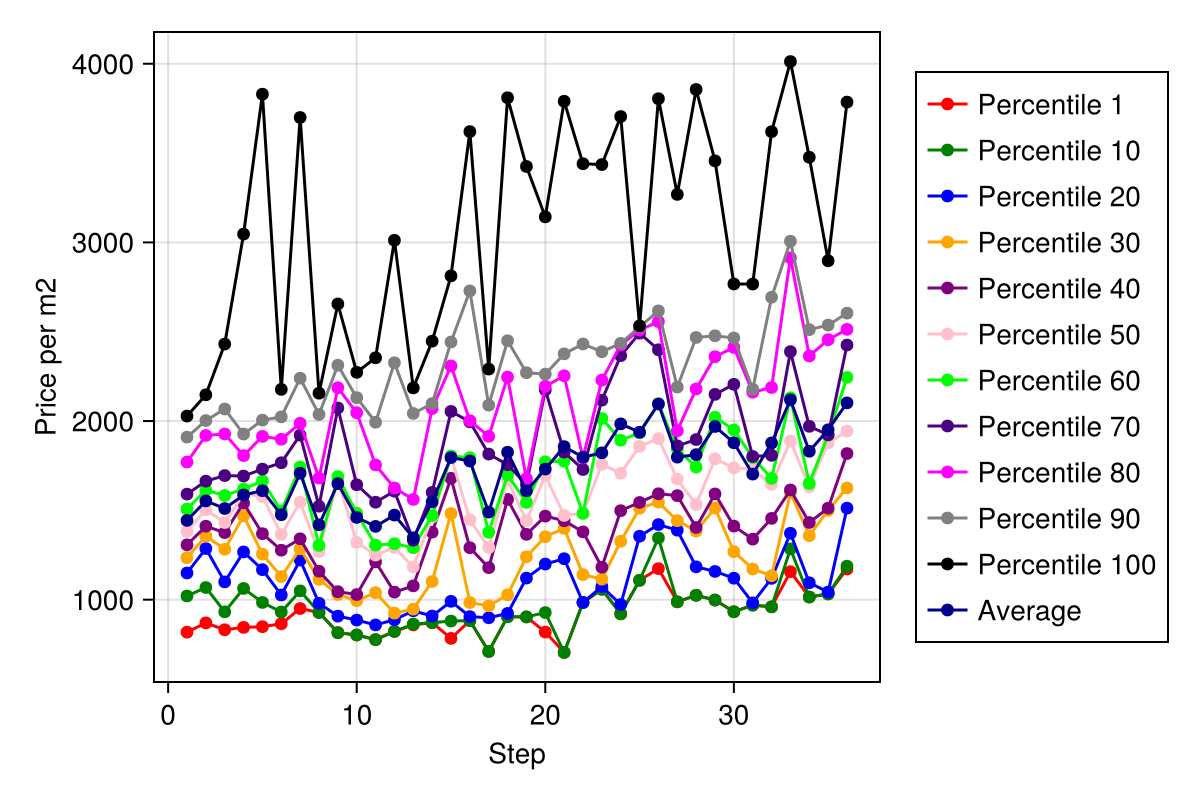 4000
3000
2000
1000
Price per m2
0
10
20
30
Step
Percentile 1
Percentile 10
Percentile 20
Percentile 30
Percentile 40
Percentile 50
Percentile 60
Percentile 70
Percentile 80
Percentile 90
Percentile 100
Average